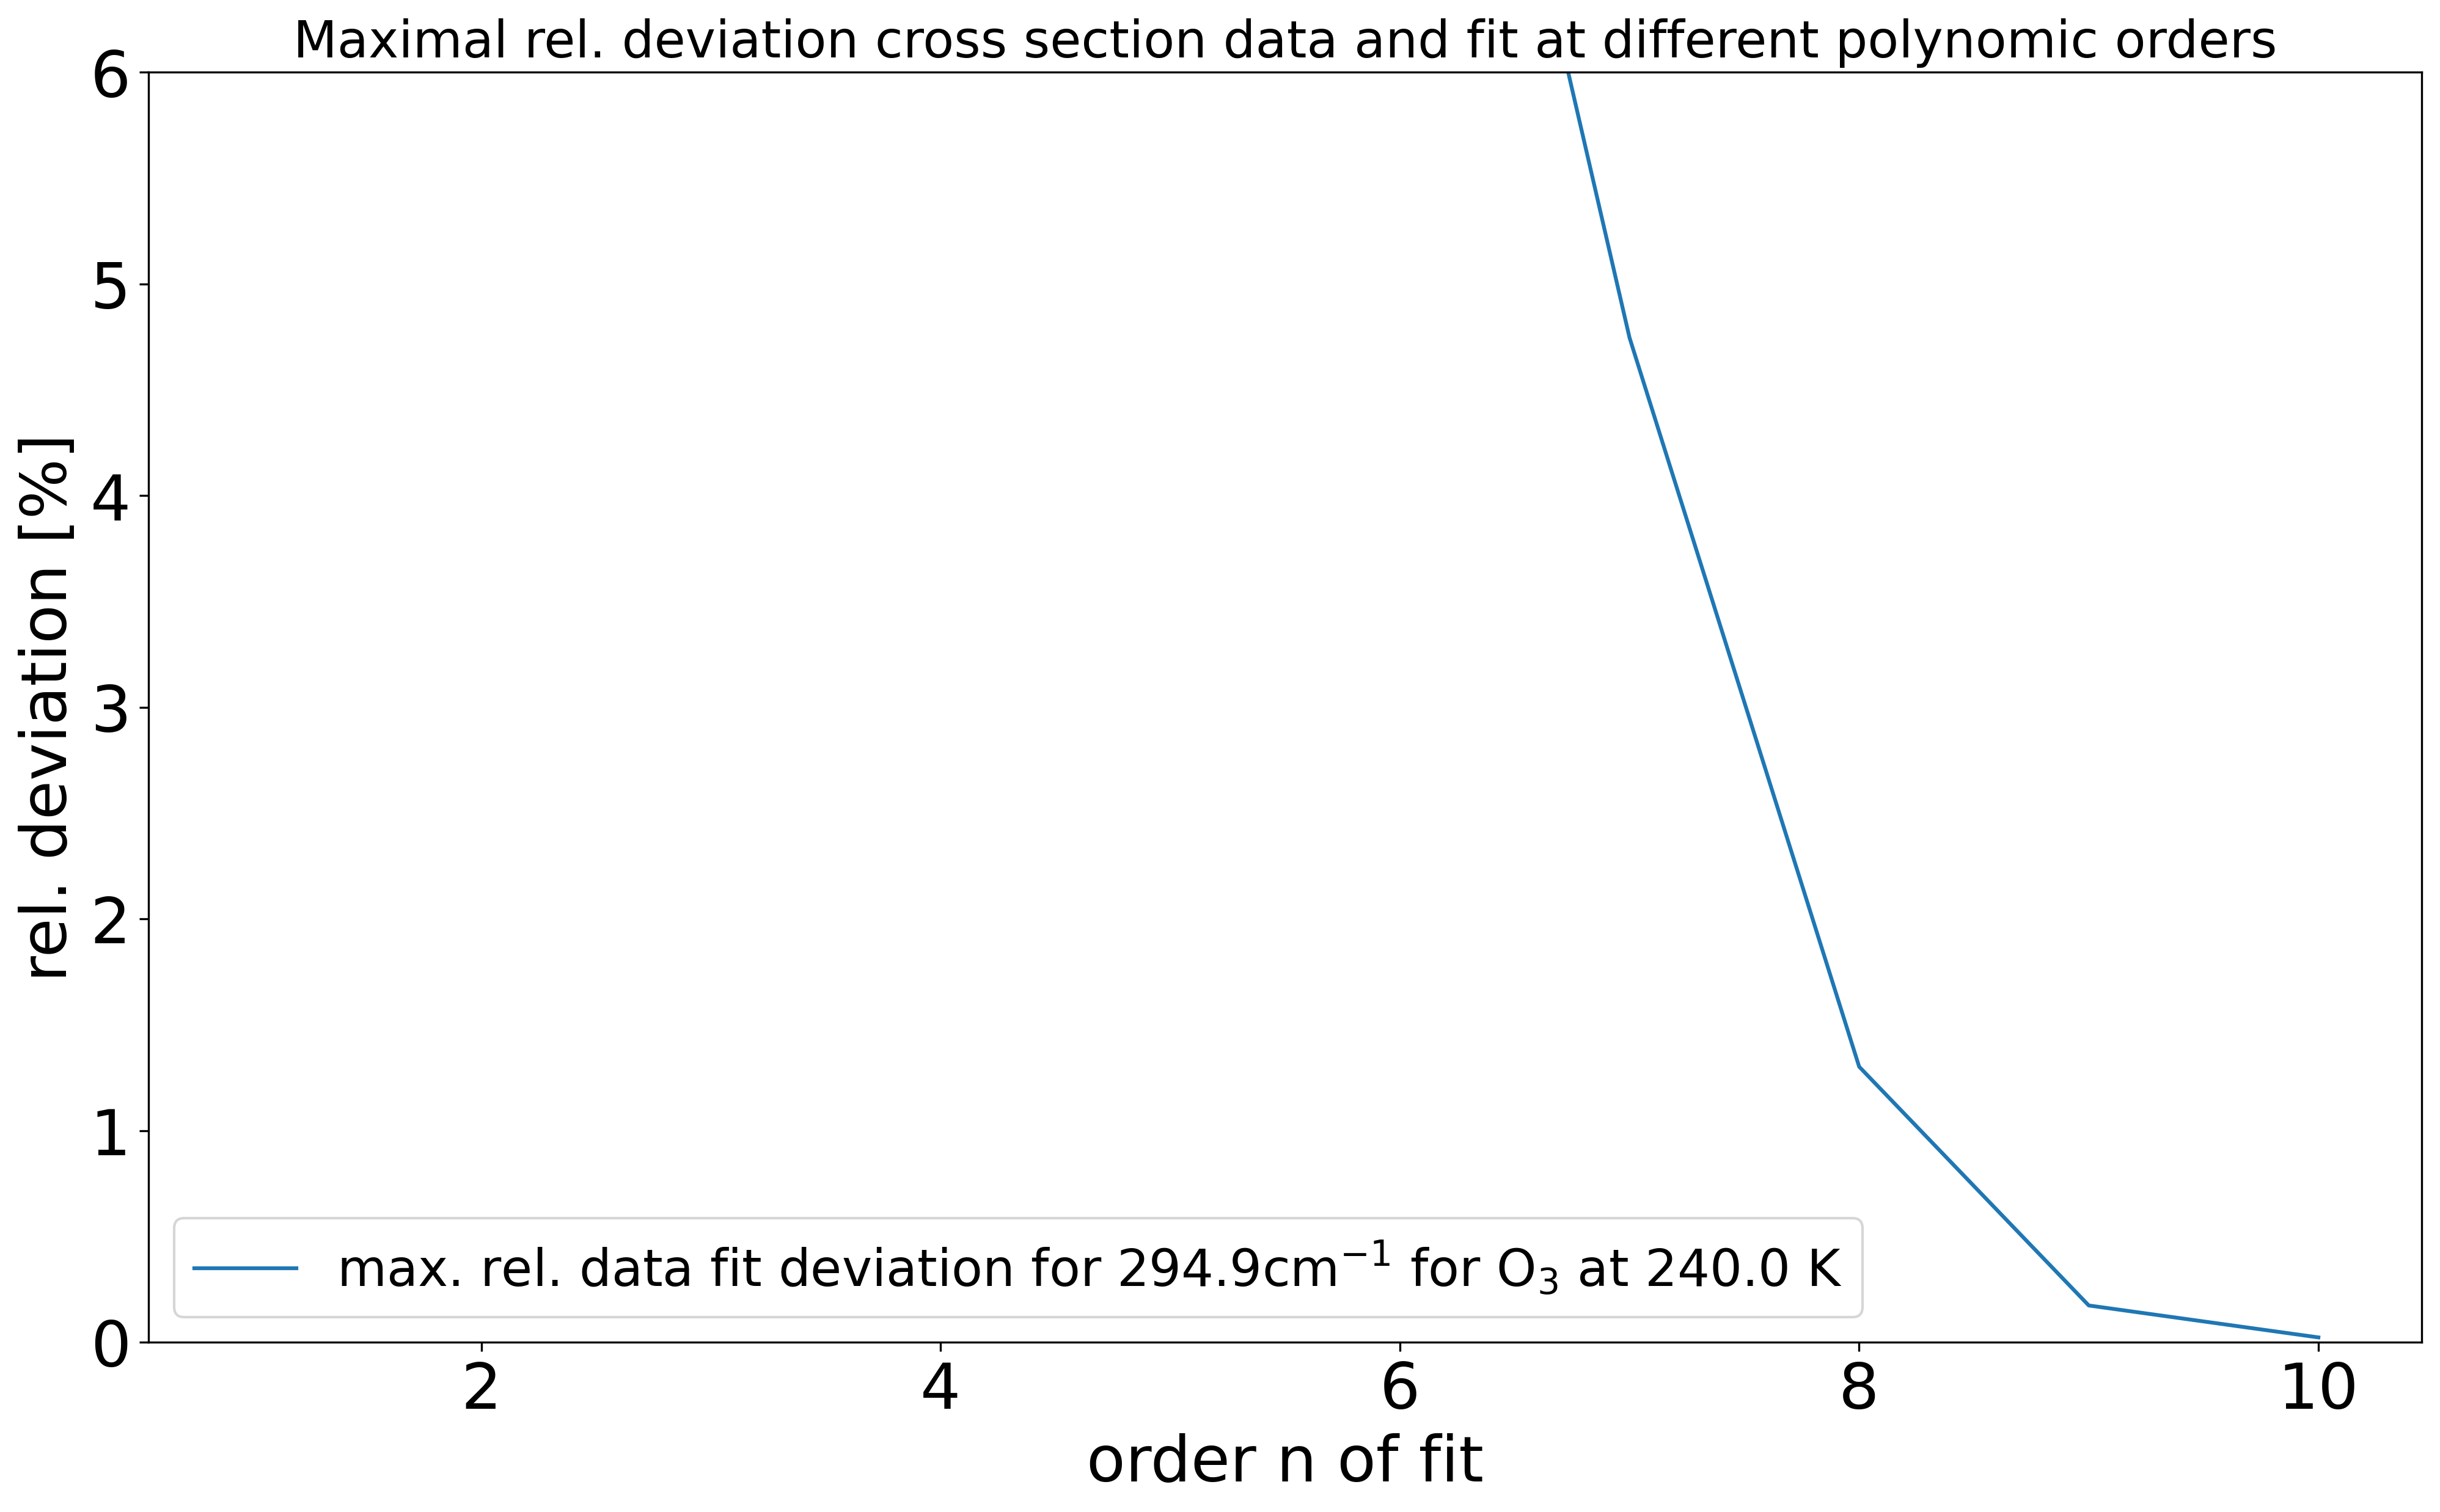 Maximal rel. deviation cross section data and fit at different polynomic orders
6
5
4
3
2
1
0
rel. deviation [%]
max. rel. data fit deviation for 294.9cm⁻¹ for O₃ at 240.0 K
2 4 6 8 10
order n of fit